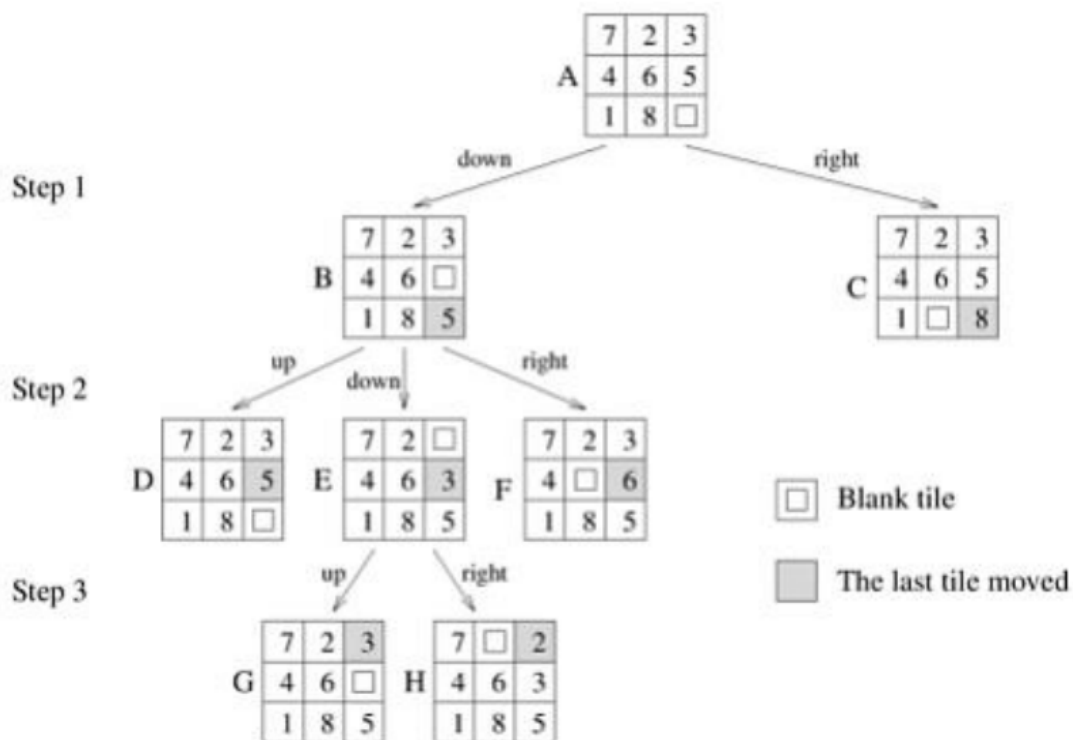 7 2 3
A 4 6 5
1 8
down right
Step 1
7 2 3 7 2 3
B 4 6 C 4 6 5
1 8 5 1 8
up down right
Step 2
7 2 3 7 2 7 2 3
D 4 6 5 E 4 6 3 F 4 6
1 8 1 8 5 1 8 5
Blank tile
up right
The last tile moved
Step 3
7 2 3 7 2
G 4 6 H 4 6 3
1 8 5 1 8 5